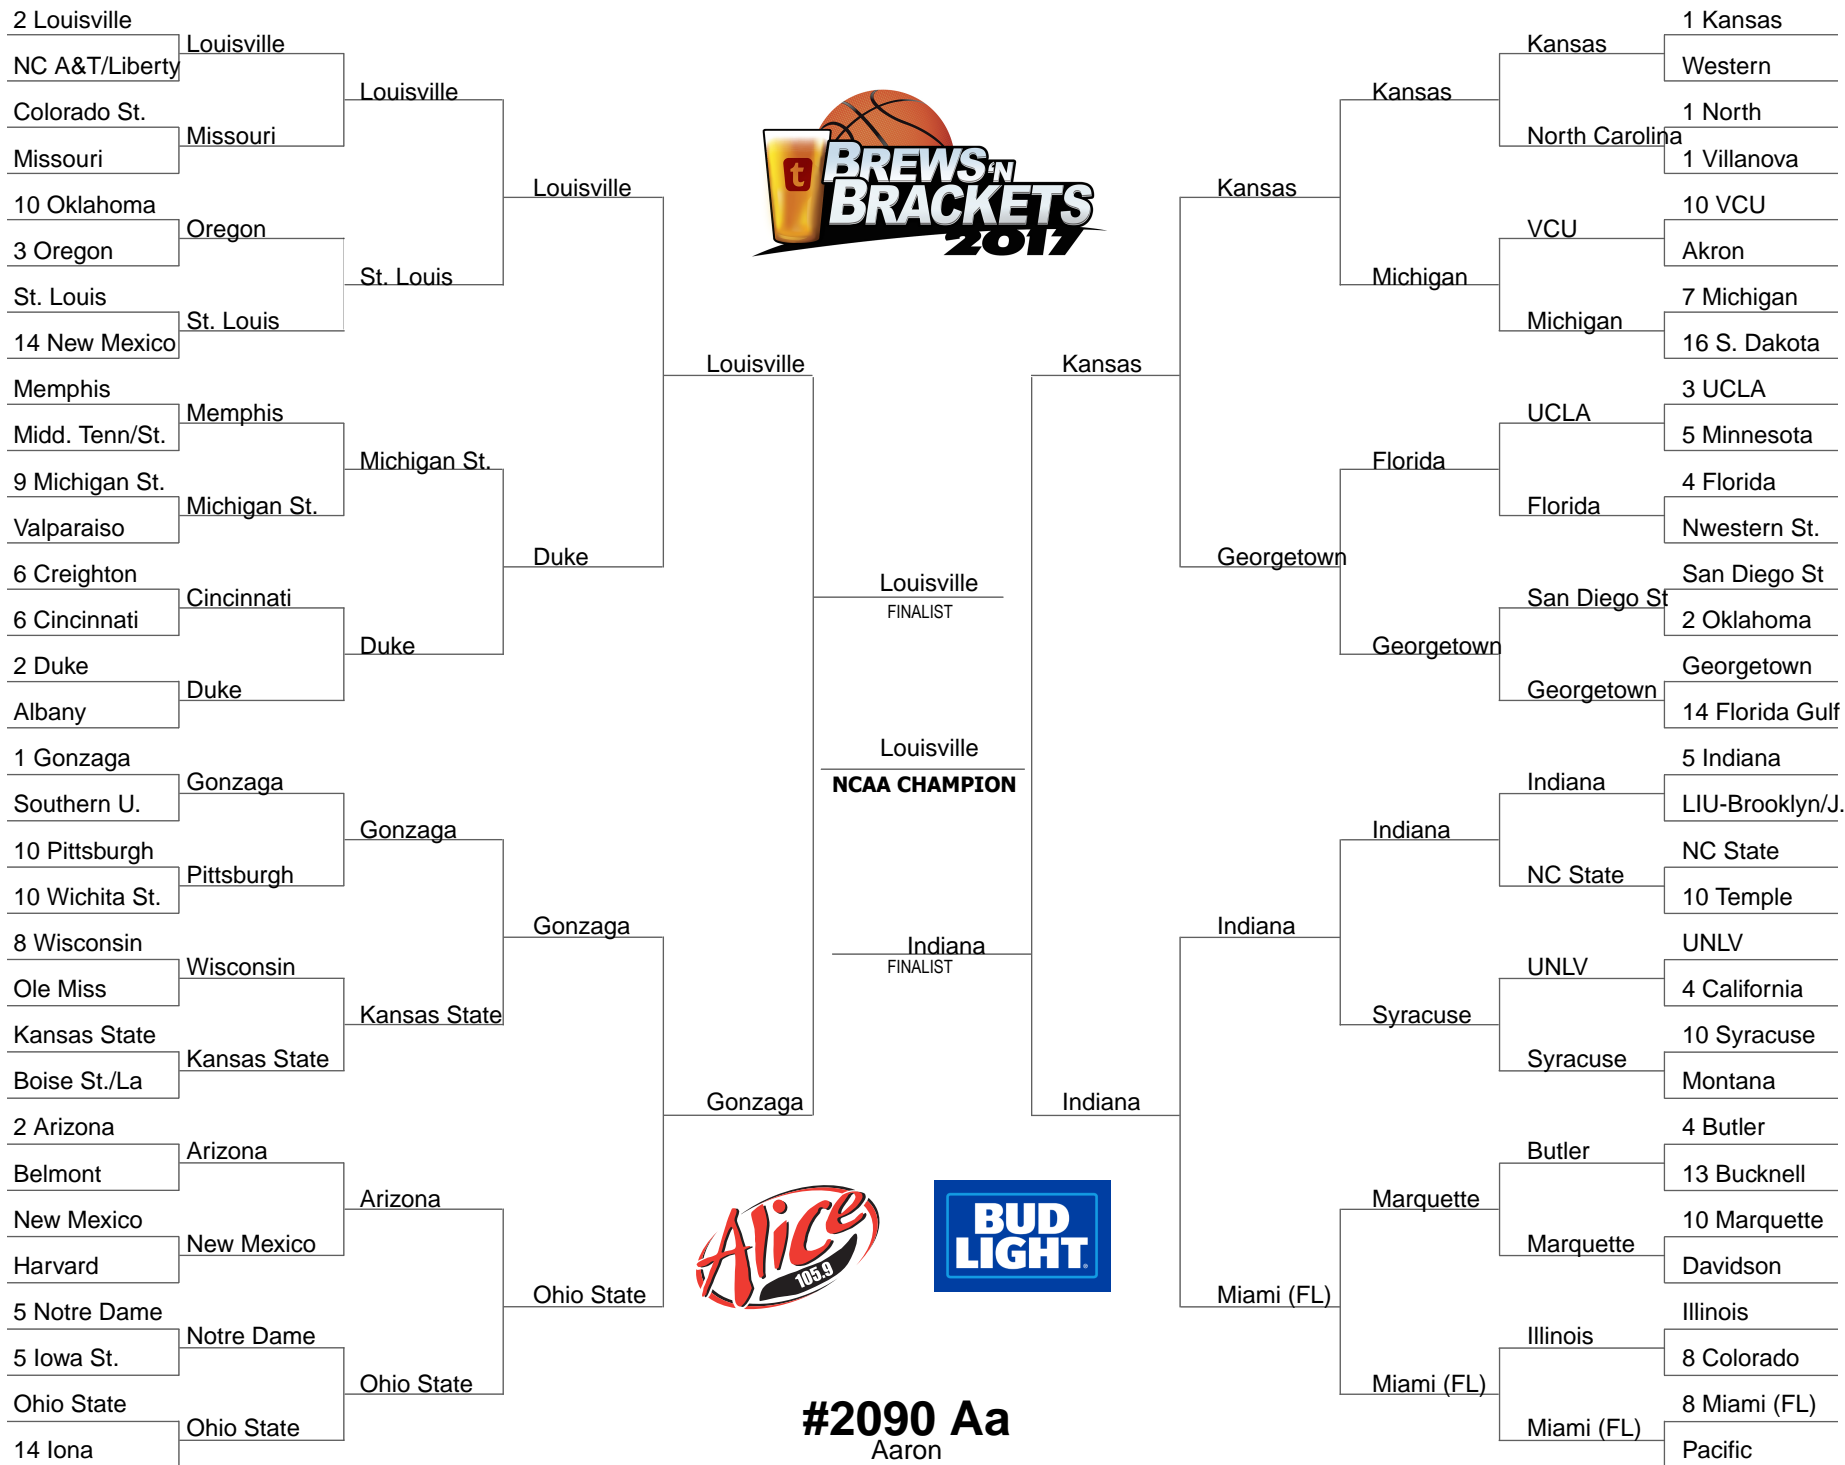 2 Louisville
NC A&T/Liberty
Colorado St.
Missouri
10 Oklahoma
3 Oregon
St. Louis
14 New Mexico
Memphis
Midd. Tenn/St.
9 Michigan St.
Valparaiso
6 Creighton
6 Cincinnati
2 Duke
Albany
1 Gonzaga
Southern U.
10 Pittsburgh
10 Wichita St.
8 Wisconsin
Ole Miss
Kansas State
Boise St./La
2 Arizona
Belmont
New Mexico
Harvard
5 Notre Dame
5 Iowa St.
Ohio State
14 Iona
Louisville
Missouri
Oregon
St. Louis
Memphis
Michigan St.
Cincinnati
Duke
Gonzaga
Pittsburgh
Wisconsin
Kansas State
Arizona
New Mexico
Notre Dame
Ohio State
Louisville
St. Louis
Michigan St.
Duke
Gonzaga
Kansas State
Arizona
Ohio State
Louisville
Duke
Gonzaga
Ohio State
Louisville
Gonzaga
t
BREWS 'N
BRACKETS
2017
Louisville
FINALIST
Louisville
NCAA CHAMPION
Indiana
FINALIST
Alice
105.9
BUD
LIGHT
#2090 Aa
Aaron
Kansas
Indiana
Kansas
Georgetown
Indiana
Miami (FL)
Kansas
Michigan
Florida
Georgetown
Indiana
Syracuse
Marquette
Miami (FL)
Kansas
North Carolina
VCU
Michigan
UCLA
Florida
San Diego St
Georgetown
Indiana
NC State
UNLV
Syracuse
Butler
Marquette
Illinois
Miami (FL)
1 Kansas
Western
1 North
1 Villanova
10 VCU
Akron
7 Michigan
16 S. Dakota
3 UCLA
5 Minnesota
4 Florida
Nwestern St.
San Diego St
2 Oklahoma
Georgetown
14 Florida Gulf
5 Indiana
LIU-Brooklyn/J.
NC State
10 Temple
UNLV
4 California
10 Syracuse
Montana
4 Butler
13 Bucknell
10 Marquette
Davidson
Illinois
8 Colorado
8 Miami (FL)
Pacific